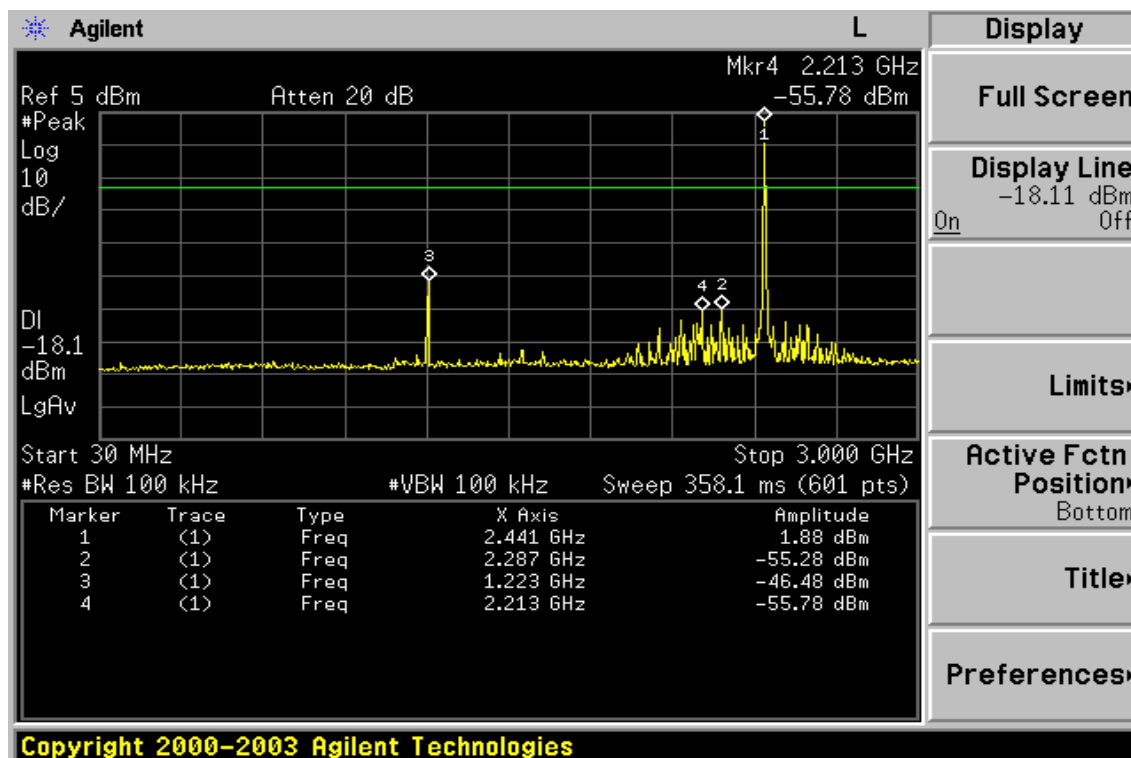 Agilent L
Mkr4 2.213 GHz
Ref 5 dBm Atten 20 dB -55.78 dBm
#Peak
Log
10
dB/
1
3
4 2
DI
-18.1
dBm
LgAv
Start 30 MHz Stop 3.000 GHz
#Res BW 100 kHz #VBW 100 kHz Sweep 358.1 ms (601 pts)
Marker Trace Type X Axis Amplitude
1 (1) Freq 2.441 GHz 1.88 dBm
2 (1) Freq 2.287 GHz -55.28 dBm
3 (1) Freq 1.223 GHz -46.48 dBm
4 (1) Freq 2.213 GHz -55.78 dBm
Display
Full Screen
Display Line
-18.11 dBm
On Off
Limits
Active Fctn
Position
Bottom
Title
Preferences
Copyright 2000-2003 Agilent Technologies